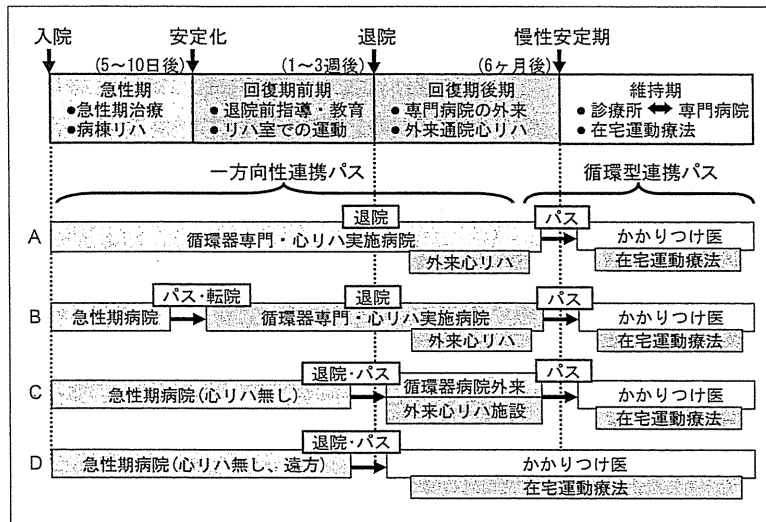 入院 安定化 退院 慢性安定期
(5〜10日後) (1〜3週後) (6ヶ月後)
急性期 回復期前期 回復期後期 維持期
●急性期治療 ●退院前指導・教育 ●専門病院の外来 ●診療所 ⟷ 専門病院
●病棟リハ ●リハ室での運動 ●外来通院心リハ ●在宅運動療法
一方向性連携パス 循環型連携パス
退院 パス
A 循環器専門・心リハ実施病院 かかりつけ医
外来心リハ 在宅運動療法
パス・転院 退院 パス
B 急性期病院 循環器専門・心リハ実施病院 かかりつけ医
外来心リハ 在宅運動療法
退院・パス パス
C 急性期病院(心リハ無し) 循環器病院外来 かかりつけ医
外来心リハ施設 在宅運動療法
退院・パス
D 急性期病院(心リハ無し、遠方) かかりつけ医
在宅運動療法